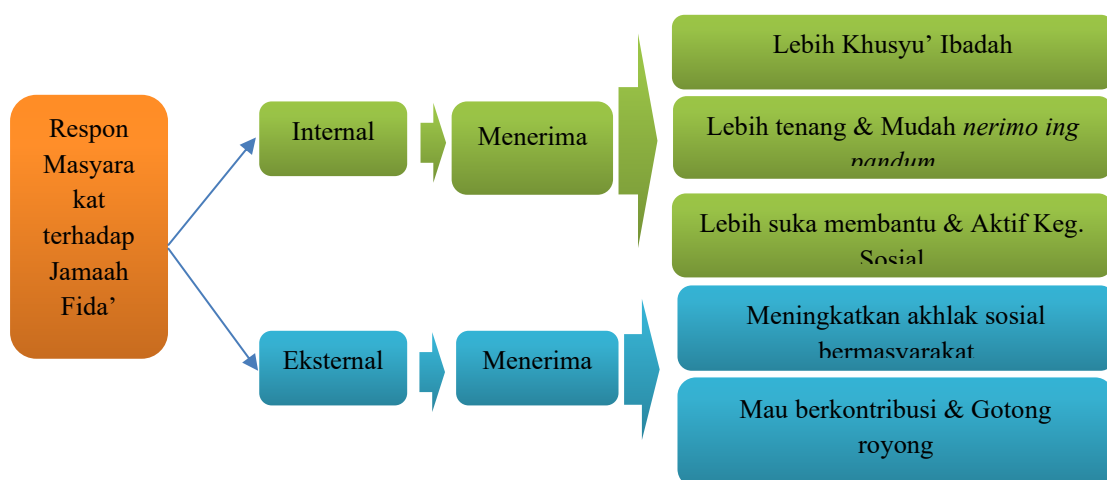 Respon
Masyara
kat
terhadap
Jamaah
Fida’
Internal
Menerima
Lebih Khusyu’ Ibadah
Lebih tenang & Mudah nerimo ing
pandum
Lebih suka membantu & Aktif Keg.
Sosial
Eksternal
Menerima
Meningkatkan akhlak sosial
bermasyarakat
Mau berkontribusi & Gotong
royong